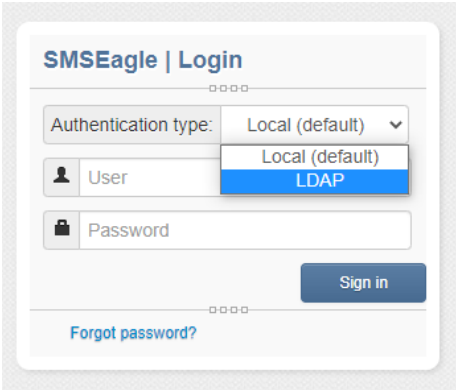 SMSEagle | Login
Authentication type: Local (default)
Local (default)
User
LDAP
Password
Sign in
Forgot password?